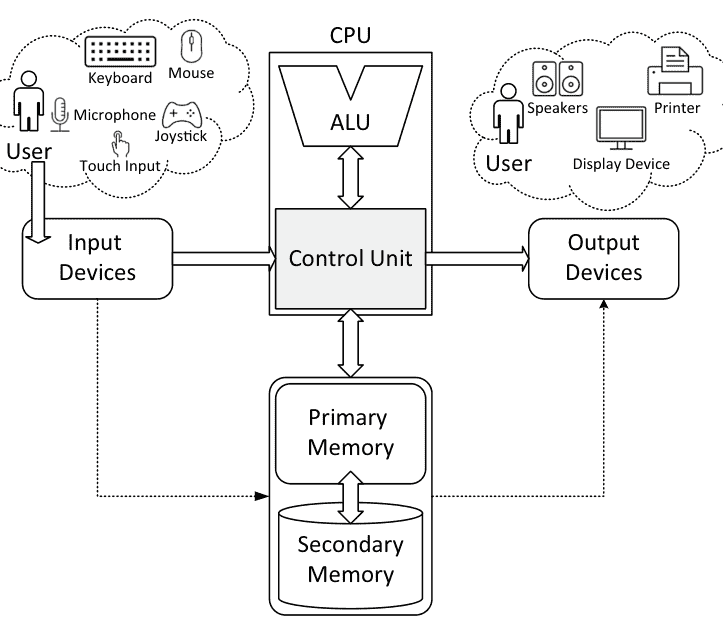 CPU
Keyboard
Mouse
Microphone
Joystick
Touch Input
User
ALU
Speakers
Printer
User
Display Device
Input
Devices
Control Unit
Output
Devices
Primary
Memory
Secondary
Memory